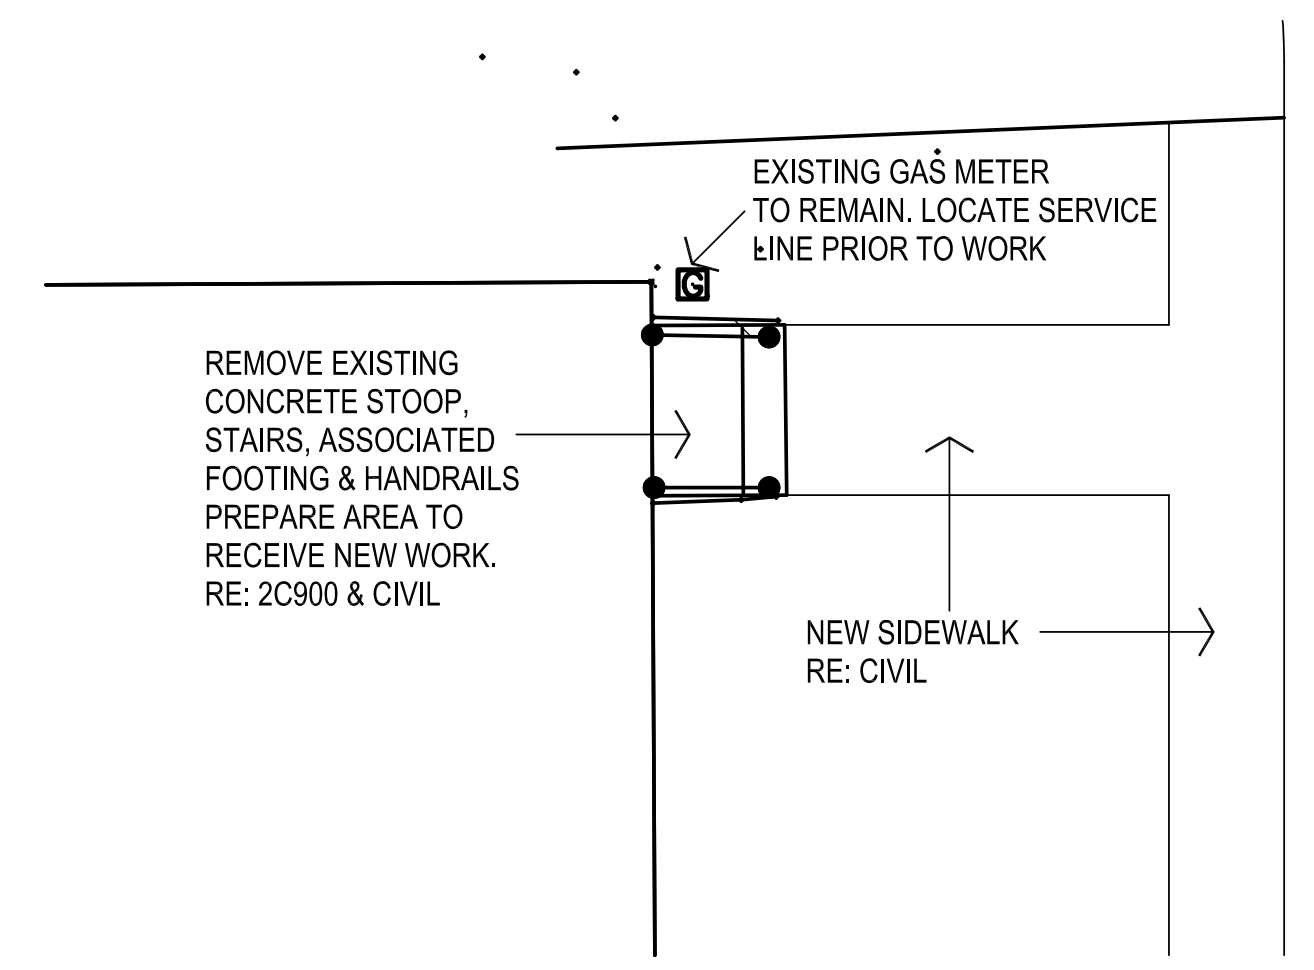 EXISTING GAS METER
TO REMAIN. LOCATE SERVICE
LINE PRIOR TO WORK
G
REMOVE EXISTING
CONCRETE STOOP,
STAIRS, ASSOCIATED
FOOTING & HANDRAILS
PREPARE AREA TO
RECEIVE NEW WORK.
RE: 2C900 & CIVIL
NEW SIDEWALK
RE: CIVIL